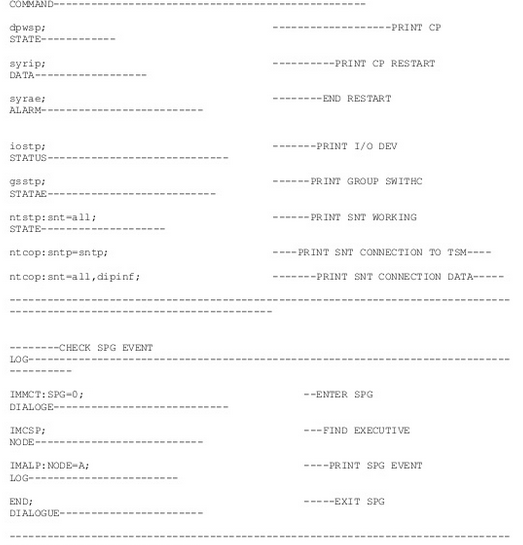 COMMAND--------------------------------------------------
dpwsp; -------------------PRINT CP
STATE------------
syrip; ----------PRINT CP RESTART
DATA------------------
syrae; --------END RESTART
ALARM--------------------------
iostp; -------PRINT I/O DEV
STATUS-----------------------------
gsstp; ------PRINT GROUP SWITHC
STATAE---------------------------
ntstp:snt=all; ------PRINT SNT WORKING
STATE--------------------
ntcop:sntp=sntp; ----PRINT SNT CONNECTION TO TSM----
ntcop:snt=all,dipinf; -------PRINT SNT CONNECTION DATA-----
--------------------------------------------------------------------------------
------------------------------------------
--------CHECK SPG EVENT
LOG-----------------------------------------------------------------------------
----------
IMMCT:SPG=0; --ENTER SPG
DIALOGE----------------------------
IMCSP; ---FIND EXECUTIVE
NODE---------------------------
IMALP:NODE=A; ----PRINT SPG EVENT
LOG------------------------
END; -----EXIT SPG
DIALOGUE-----------------------
--------------------------------------------------------------------------------